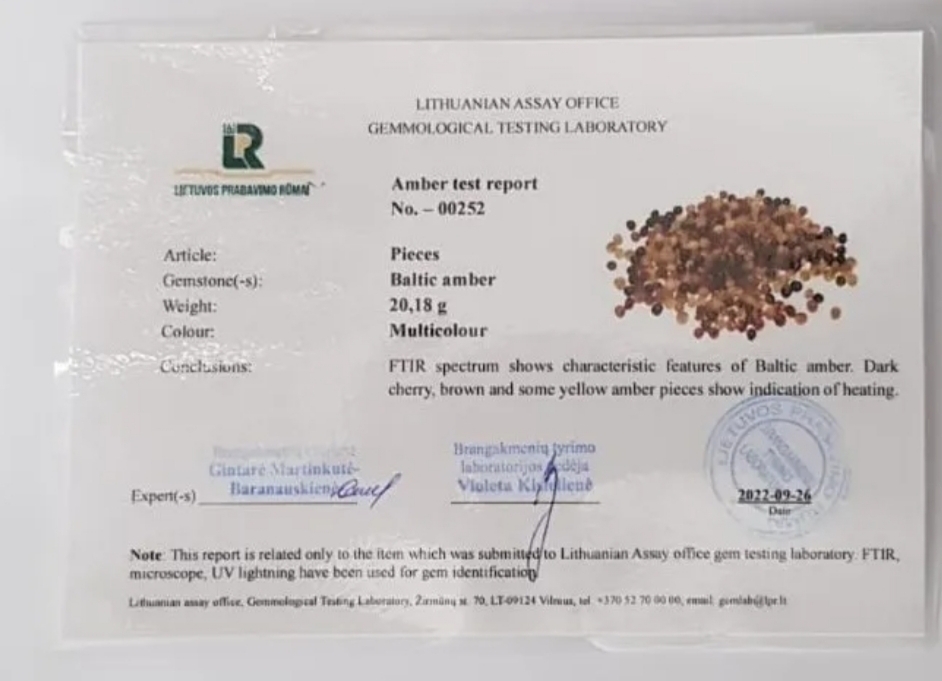 LITHUANIAN ASSAY OFFICE
GEMMOLOGICAL TESTING LABORATORY
LR
LIETUVOS PRABAVIMO RŪMAI
Amber test report
No. – 00252
Article: Pieces
Gemstone(-s): Baltic amber
Weight: 20,18 g
Colour: Multicolour
Conclusions: FTIR spectrum shows characteristic features of Baltic amber. Dark
cherry, brown and some yellow amber pieces show indication of heating.
Gintarė Martinkutė-
Baranauskienė
Brangakmenių tyrimo
laboratorijos vedėja
Violeta
Expert(-s)
LIETUVOS
2022-09-26
Date
Note: This report is related only to the item which was submitted to Lithuanian Assay office gem testing laboratory. FTIR,
microscope, UV lightning have been used for gem identification
Lithuanian assay office, Gemmological Testing Laboratory, Žirmūnų st. 70, LT-09124 Vilnius, tel. +370 52 70 00 00, email: gemlab@lpr.lt